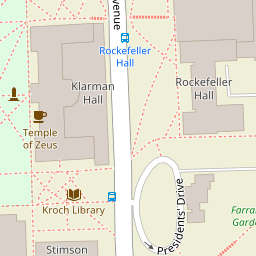 venue
Rockefeller
Hall
Klarman
Hall
Rockefeller
Hall
Temple
of Zeus
Kroch Library
Presidents' Drive
Farra
Garde
Stimson